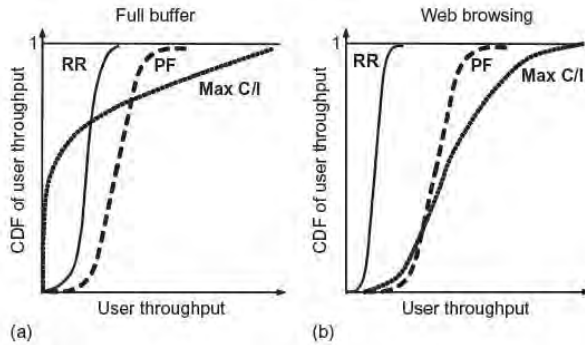 Full buffer
1
RR
PF
Max C/I
CDF of user throughput
User throughput
(a)
Web browsing
1
RR
PF
Max C/I
CDF of user throughput
User throughput
(b)